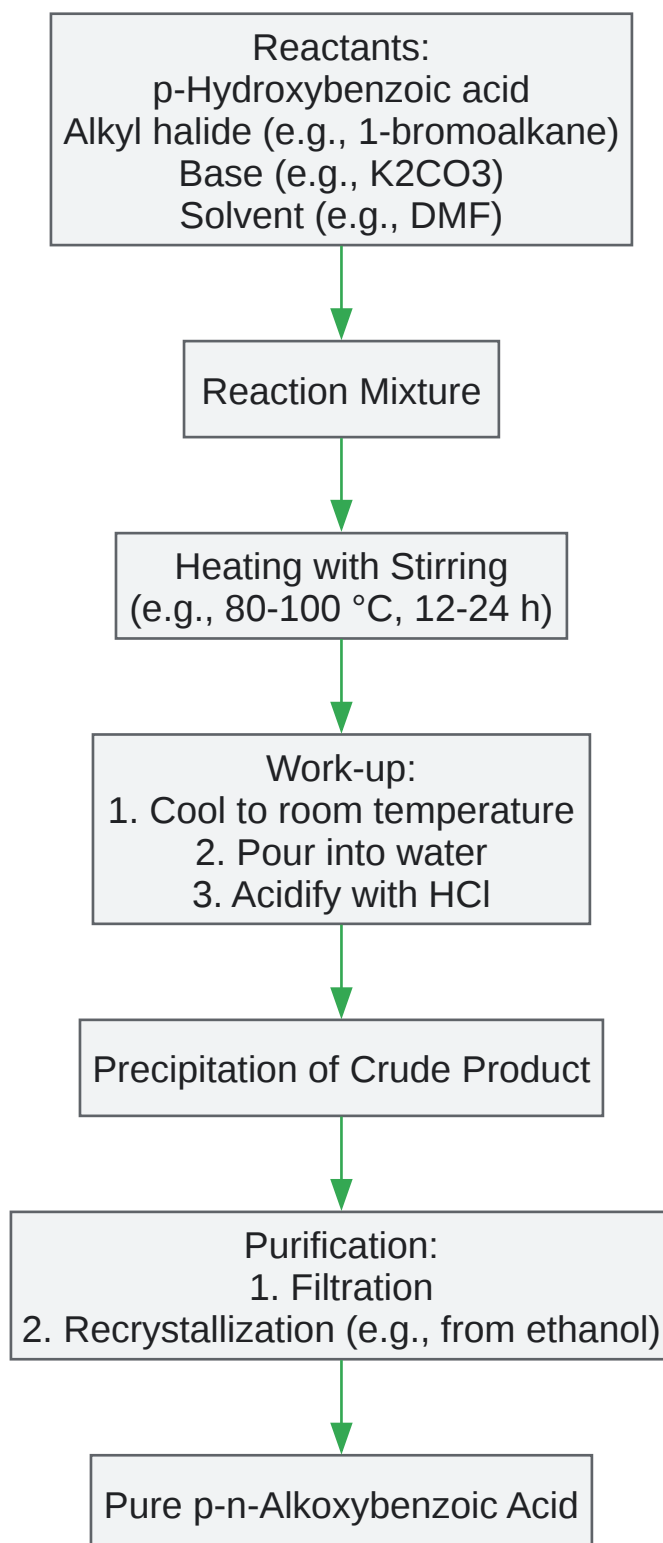 Reactants:
p-Hydroxybenzoic acid
Alkyl halide (e.g., 1-bromoalkane)
Base (e.g., K2CO3)
Solvent (e.g., DMF)
Reaction Mixture
Heating with Stirring
(e.g., 80-100 °C, 12-24 h)
Work-up:
1. Cool to room temperature
2. Pour into water
3. Acidify with HCl
Precipitation of Crude Product
Purification:
1. Filtration
2. Recrystallization (e.g., from ethanol)
Pure p-n-Alkoxybenzoic Acid